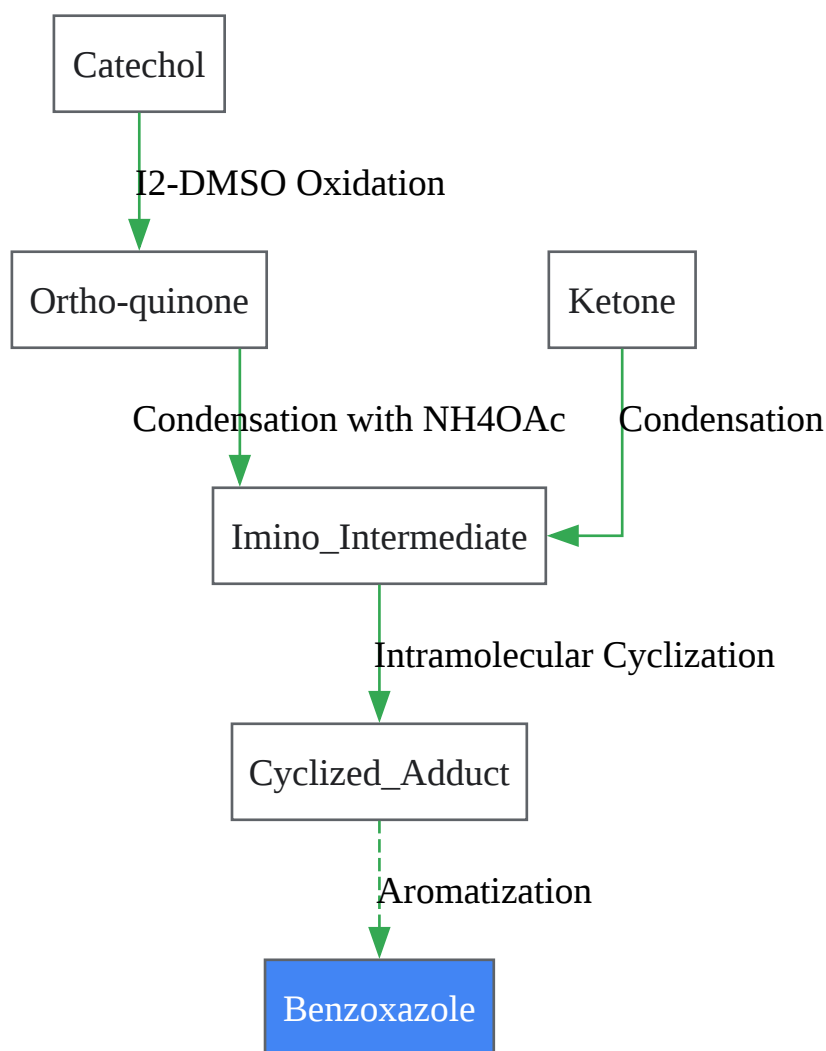 Catechol
I2-DMSO Oxidation
Ortho-quinone
Ketone
Condensation with NH4OAc
Condensation
Imino_Intermediate
Intramolecular Cyclization
Cyclized_Adduct
Aromatization
Benzoxazole